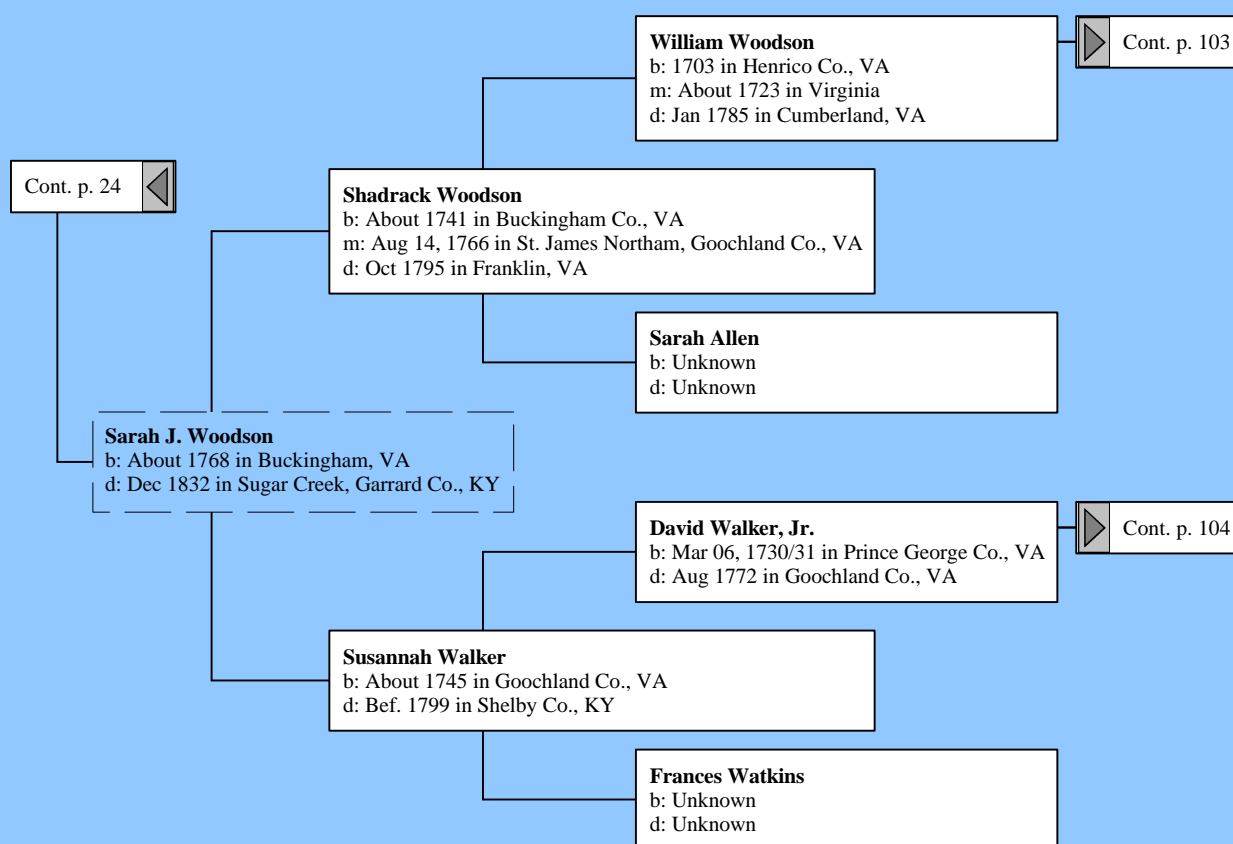 William Woodson
b: 1703 in Henrico Co., VA
m: About 1723 in Virginia
d: Jan 1785 in Cumberland, VA
Cont. p. 103
Cont. p. 24
Shadrack Woodson
b: About 1741 in Buckingham Co., VA
m: Aug 14, 1766 in St. James Northam, Goochland Co., VA
d: Oct 1795 in Franklin, VA
Sarah Allen
b: Unknown
d: Unknown
Sarah J. Woodson
b: About 1768 in Buckingham, VA
d: Dec 1832 in Sugar Creek, Garrard Co., KY
David Walker, Jr.
b: Mar 06, 1730/31 in Prince George Co., VA
d: Aug 1772 in Goochland Co., VA
Cont. p. 104
Susannah Walker
b: About 1745 in Goochland Co., VA
d: Bef. 1799 in Shelby Co., KY
Frances Watkins
b: Unknown
d: Unknown